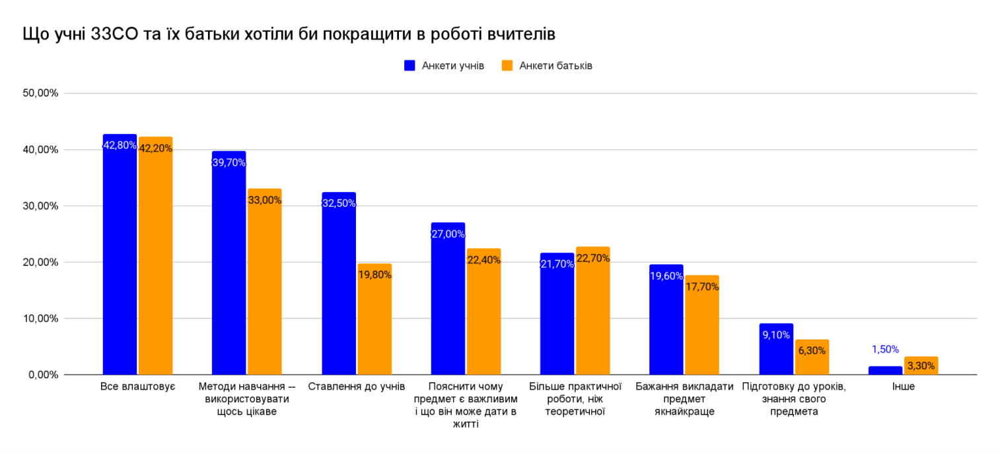 Що учні ЗЗСО та їх батьки хотіли би покращити в роботі вчителів
Анкети учнів
Анкети батьків
50,00%
40,00%
30,00%
20,00%
10,00%
0,00%
42,80%
42,20%
39,70%
33,00%
32,50%
19,80%
27,00%
22,40%
21,70%
22,70%
19,60%
17,70%
9,10%
6,30%
1,50%
3,30%
Все влаштовує
Методи навчання --
використовувати
щось цікаве
Ставлення до учнів
Пояснити чому
предмет є важливим
і що він може дати в
житті
Більше практичної
роботи, ніж
теоретичної
Бажання викладати
предмет
якнайкраще
Підготовку до уроків,
знання свого
предмета
Інше